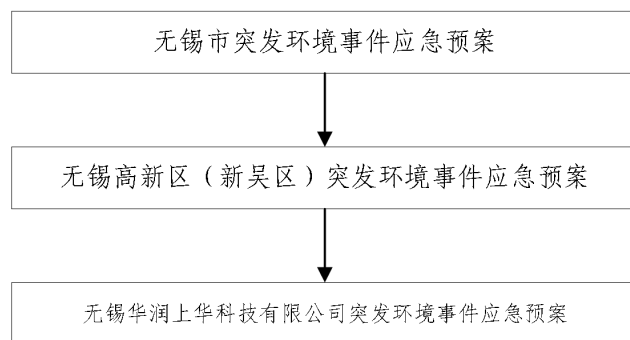 无锡市突发环境事件应急预案
无锡高新区（新吴区）突发环境事件应急预案
无锡华润上华科技有限公司突发环境事件应急预案